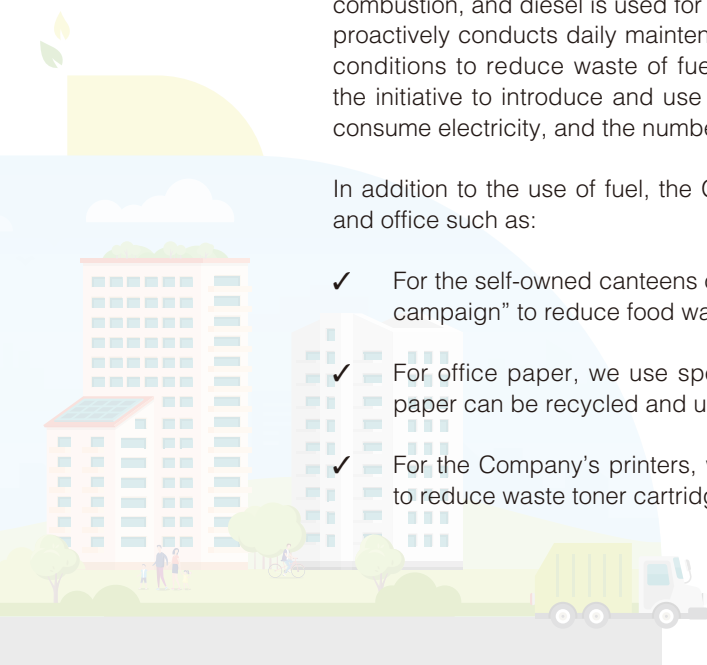 combustion, and diesel is used for
proactively conducts daily mainten
conditions to reduce waste of fue
the initiative to introduce and use
consume electricity, and the numbe
In addition to the use of fuel, the
and office such as:
✓ For the self-owned canteens
campaign” to reduce food wa
✓ For office paper, we use spe
paper can be recycled and u
✓ For the Company’s printers,
to reduce waste toner cartridg